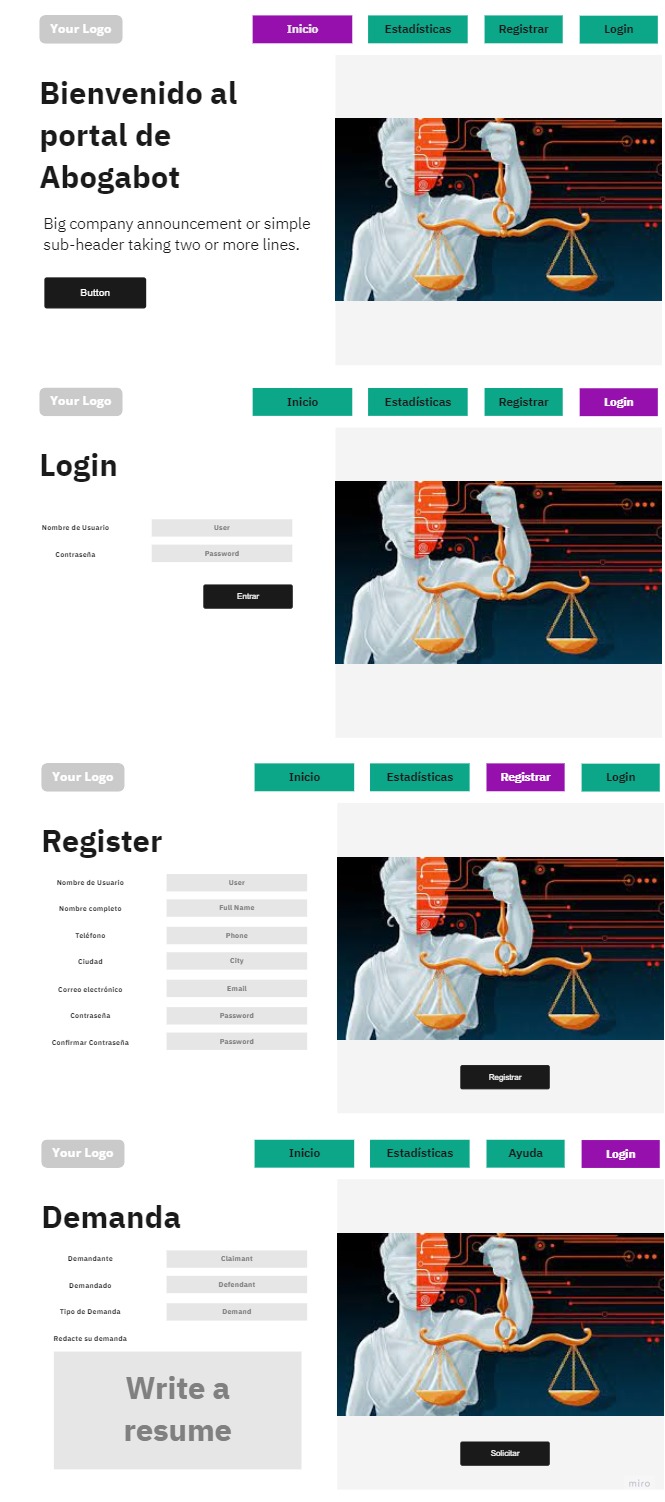 Your Logo
Inicio
Estadísticas
Registrar
Login
Bienvenido al
portal de
Abogabot
Big company announcement or simple
sub-header taking two or more lines.
Button
Your Logo
Inicio
Estadísticas
Registrar
Login
Login
Nombre de Usuario
User
Contraseña
Password
Entrar
Your Logo
Inicio
Estadísticas
Registrar
Login
Register
Nombre de Usuario
User
Nombre completo
Full Name
Teléfono
Phone
Ciudad
City
Correo electrónico
Email
Contraseña
Password
Confirmar Contraseña
Password
Registrar
Your Logo
Inicio
Estadísticas
Ayuda
Login
Demanda
Demandante
Claimant
Demandado
Defendant
Tipo de Demanda
Demand
Redacte su demanda
Write a
resume
Solicitar
miro